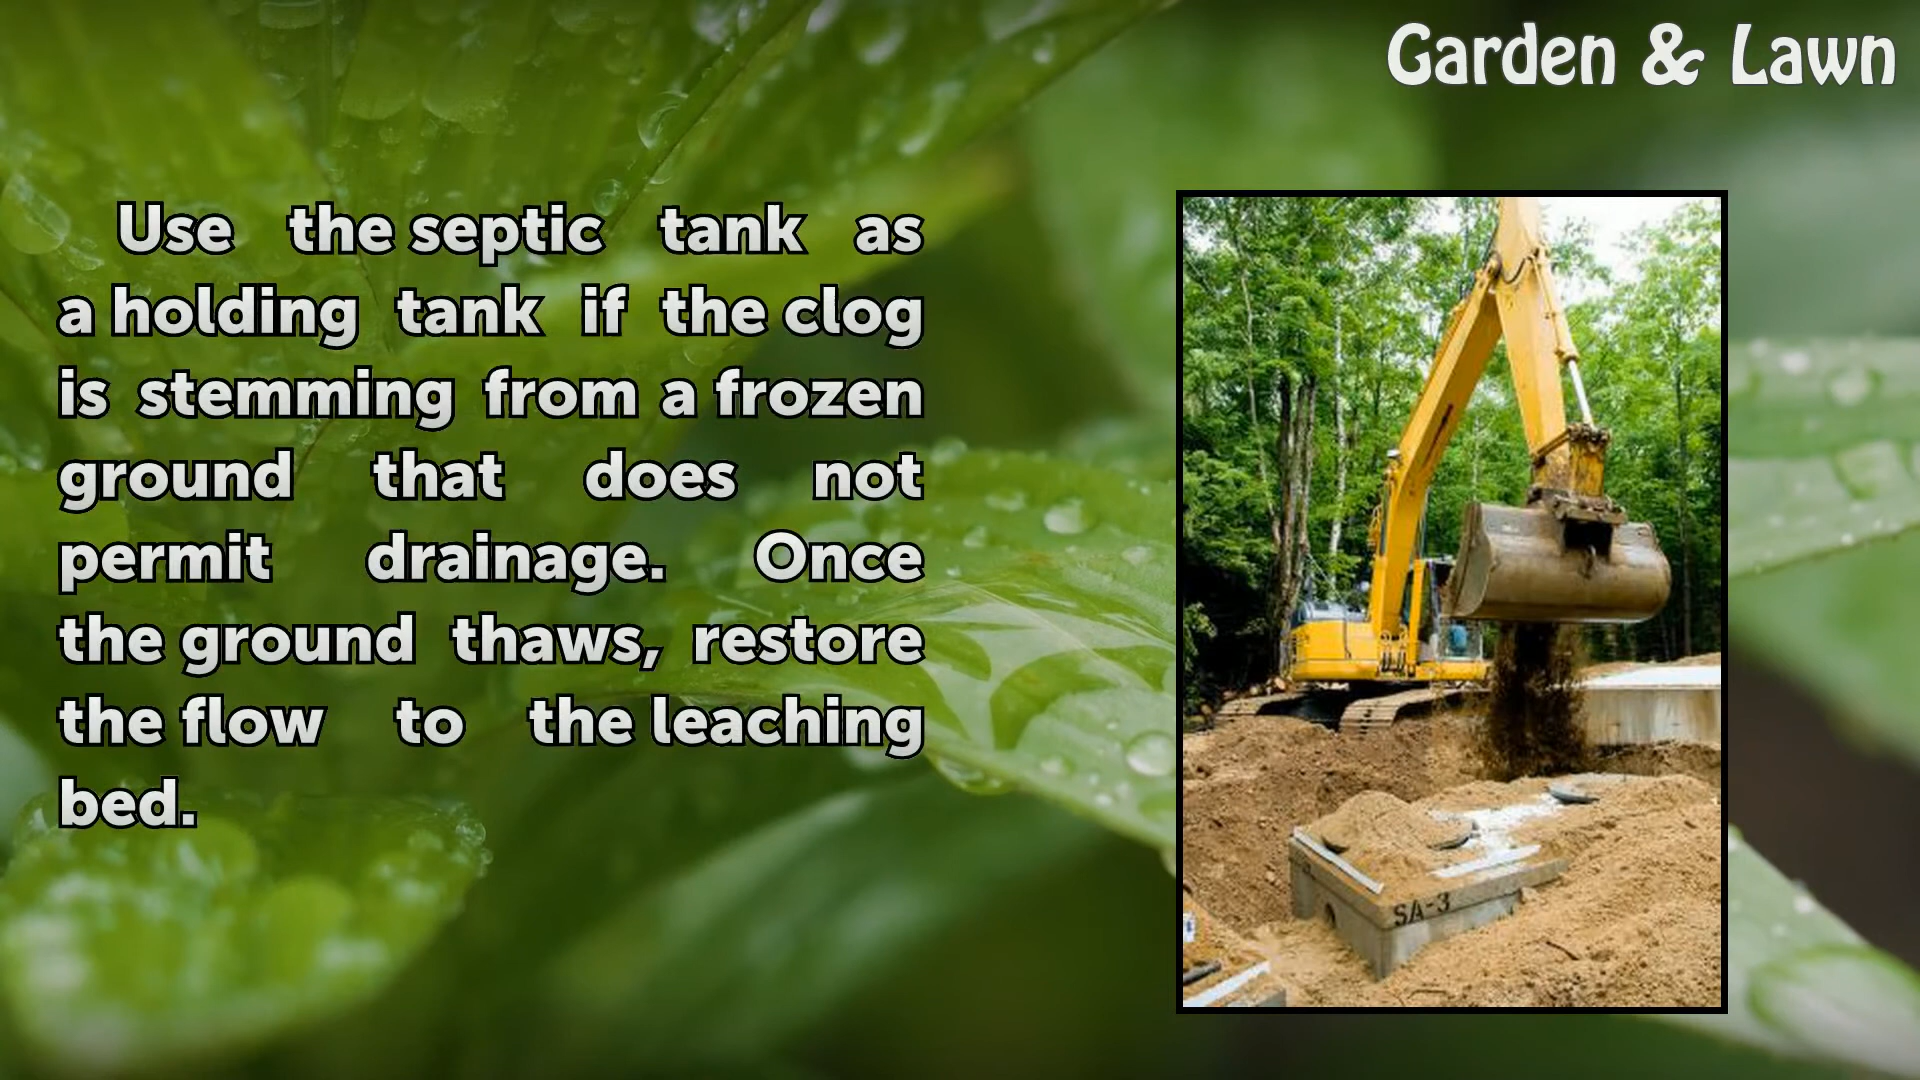 Garden & Lawn
Use the septic tank as
a holding tank if the clog
is stemming from a frozen
ground that does not
permit drainage. Once
the ground thaws, restore
the flow to the leaching
bed.
SA-3